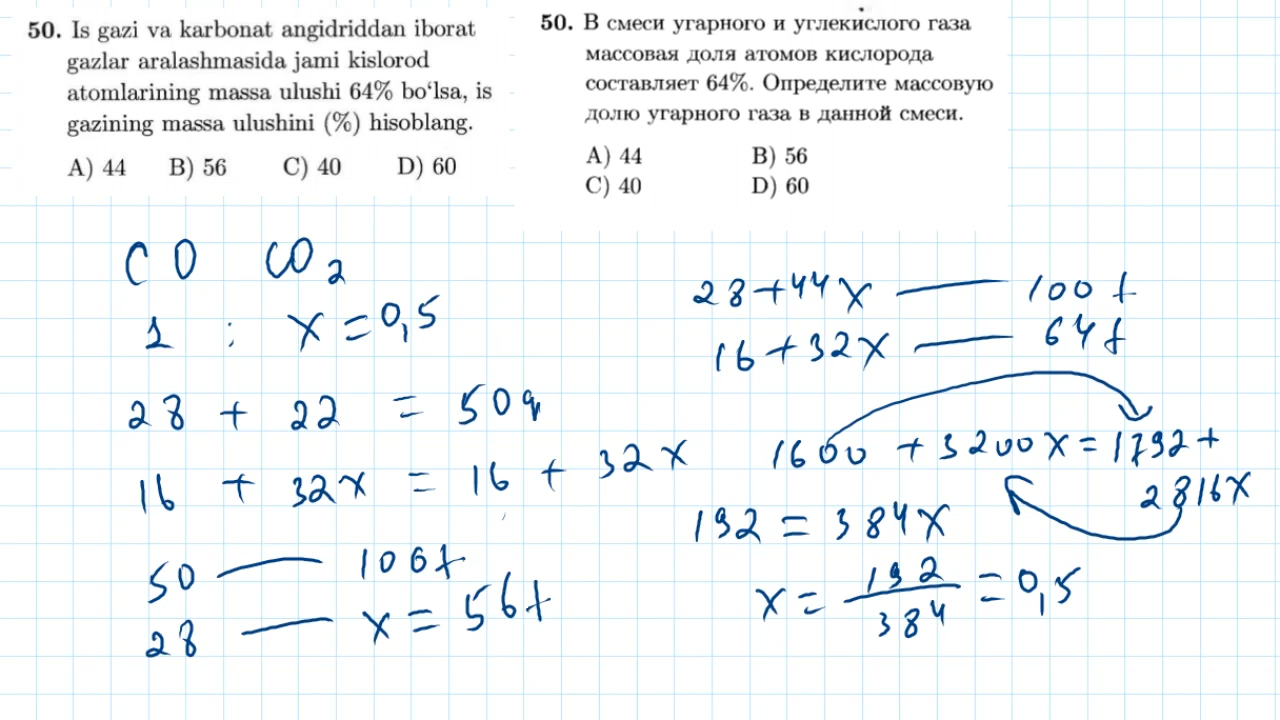 50. Is gazi va karbonat angidriddan iborat
gazlar aralashmasida jami kislorod
atomlarining massa ulushi 64% bo‘lsa, is
gazining massa ulushini (%) hisoblang.
A) 44 B) 56 C) 40 D) 60
50. В смеси угарного и углекислого газа
массовая доля атомов кислорода
составляет 64%. Определите массовую
долю угарного газа в данной смеси.
A) 44 B) 56
C) 40 D) 60
CO CO₂
1 : x = 0,5
28 + 22 = 50g
16 + 32x = 16 + 32x
50 — 100%
28 — x = 56%
28 + 44x — 100%
16 + 32x — 64%
1600 + 3200x = 1792 +
2816x
192 = 384x
x = 192/384 = 0,5